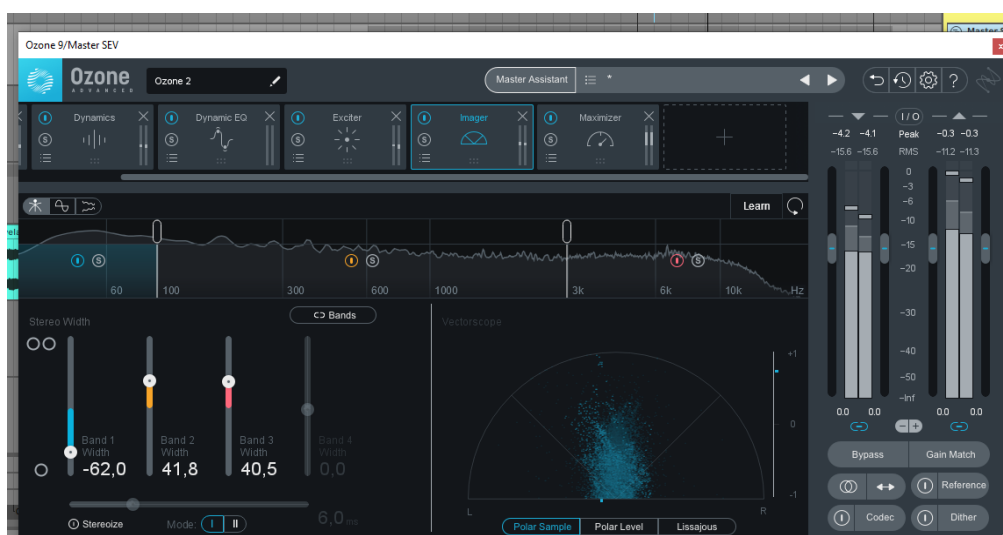 Ozone 9/Master SEV
Ozone
ADVANCED
Ozone 2
Master Assistant
*
Dynamics
Dynamic EQ
Exciter
Imager
Maximizer
S
S
S
S
S
+
I / O
-4.2 -4.1 Peak -0.3 -0.3
-15.6 -15.6 RMS -11.2 -11.3
Learn
S
S
S
60 100 300 600 1000 3k 6k 10k Hz
Stereo Width
Bands
Band 1
Width
-62,0
Band 2
Width
41,8
Band 3
Width
40,5
Band 4
Width
0,0
Stereoize
Mode: I II
6,0 ms
Vectorscope
+1
0
-1
L
R
Polar Sample Polar Level Lissajous
0
-3
-6
-10
-15
-20
-30
-40
-50
-Inf
0.0 0.0 0.0 0.0
Bypass Gain Match
Reference
Codec Dither